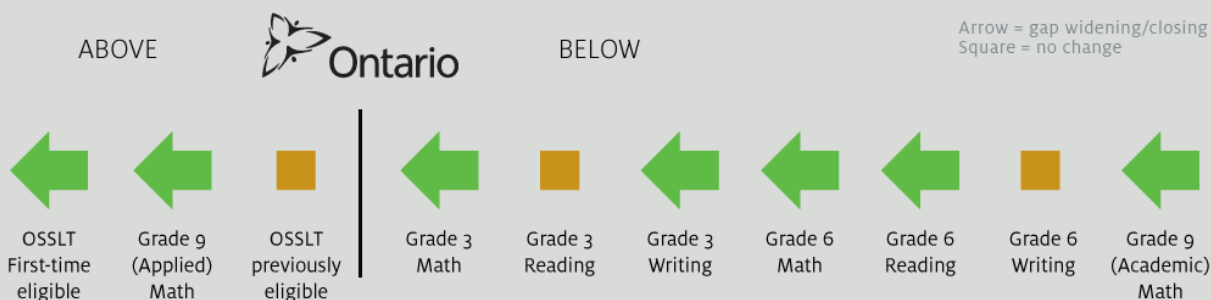 ABOVE
Ontario
BELOW
Arrow = gap widening/closing
Square = no change
OSSLT
First-time
eligible
Grade 9
(Applied)
Math
OSSLT
previously
eligible
Grade 3
Math
Grade 3
Reading
Grade 3
Writing
Grade 6
Math
Grade 6
Reading
Grade 6
Writing
Grade 9
(Academic)
Math